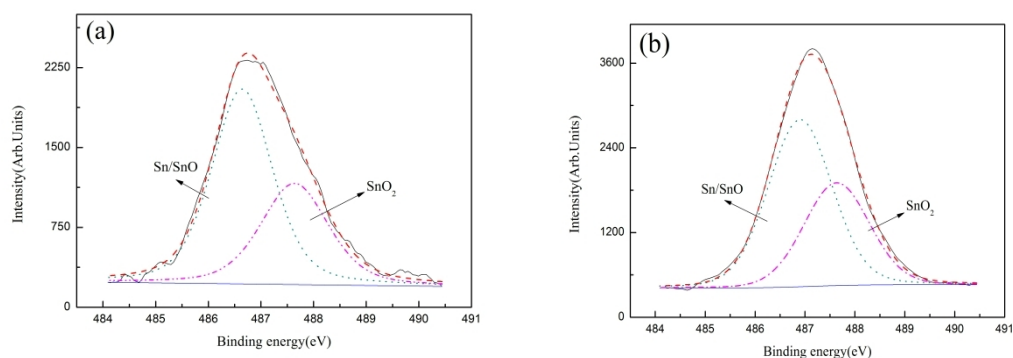 (a)
Intensity(Arb.Units)
2250
1500
750
0
Sn/SnO
SnO₂
484 485 486 487 488 489 490 491
Binding energy(eV)
(b)
Intensity(Arb.Units)
3600
2400
1200
0
Sn/SnO
SnO₂
484 485 486 487 488 489 490 491
Binding energy(eV)